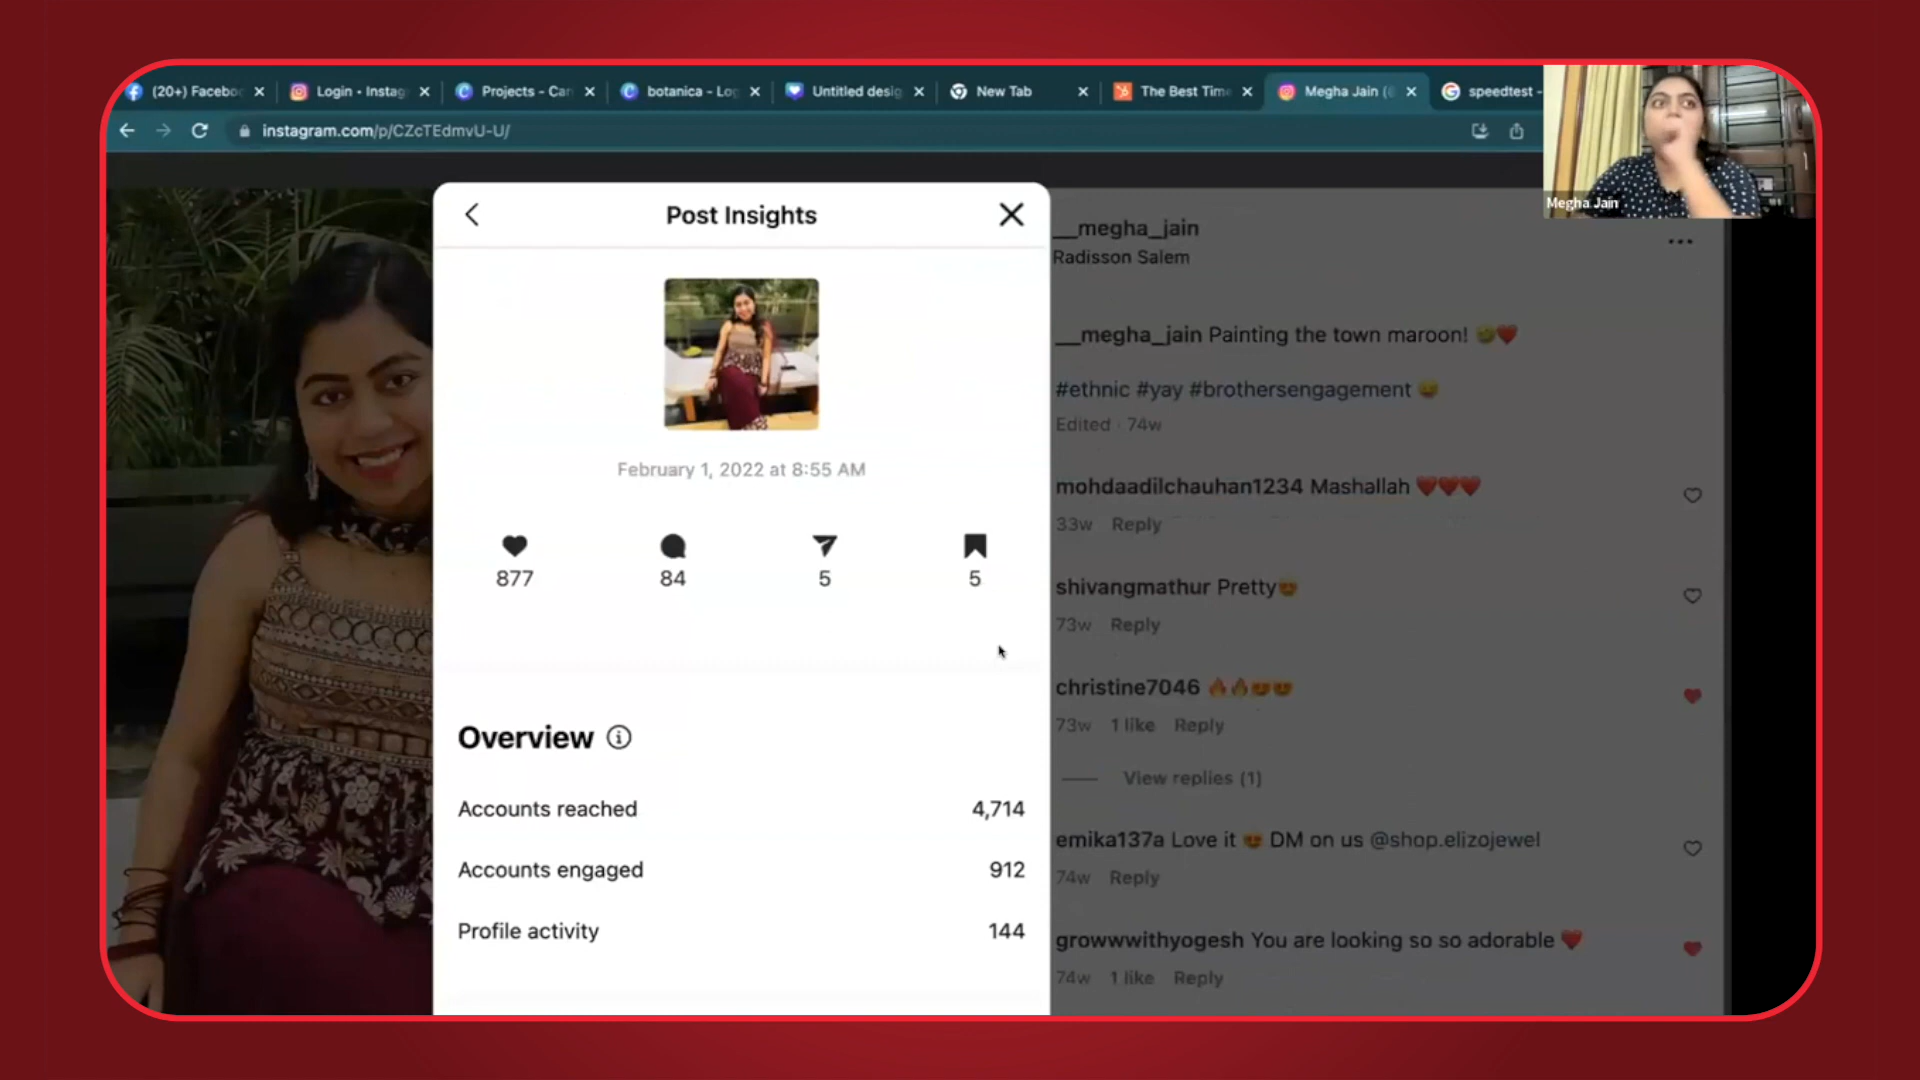 (20+) Facebo
Login • Instag
Projects - Can
botanica - Lo
Untitled desig
New Tab
The Best Time
Megha Jain (
speedtest -
instagram.com/p/CZcTEdmvU-U/
Megha Jain
Post Insights
February 1, 2022 at 8:55 AM
877
84
5
5
Overview
Accounts reached 4,714
Accounts engaged 912
Profile activity 144
__megha_jain
Radisson Salem
__megha_jain Painting the town maroon! 🤣❤️
#ethnic #yay #brothersengagement 😄
Edited · 74w
mohdaadilchauhan1234 Mashallah ❤️❤️❤️
33w Reply
shivangmathur Pretty😍
73w Reply
christine7046 🔥🔥😍😍
73w 1 like Reply
View replies (1)
emika137a Love it 😍 DM on us @shop.elizojewel
74w Reply
growwwithyogesh You are looking so so adorable ❤️
74w 1 like Reply